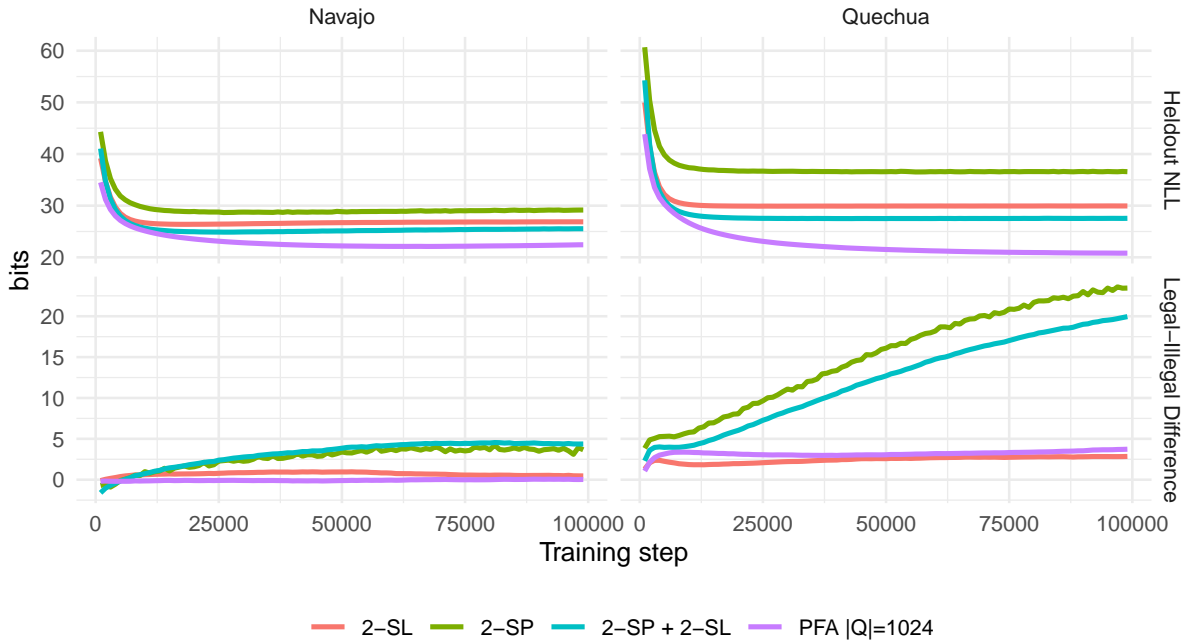 Navajo
Quechua
60
50
40
30
20
Heldout NLL
bits
20
15
10
5
0
Legal−Illegal Difference
0
25000
50000
75000
100000
0
25000
50000
75000
100000
Training step
2−SL
2−SP
2−SP + 2−SL
PFA |Q|=1024